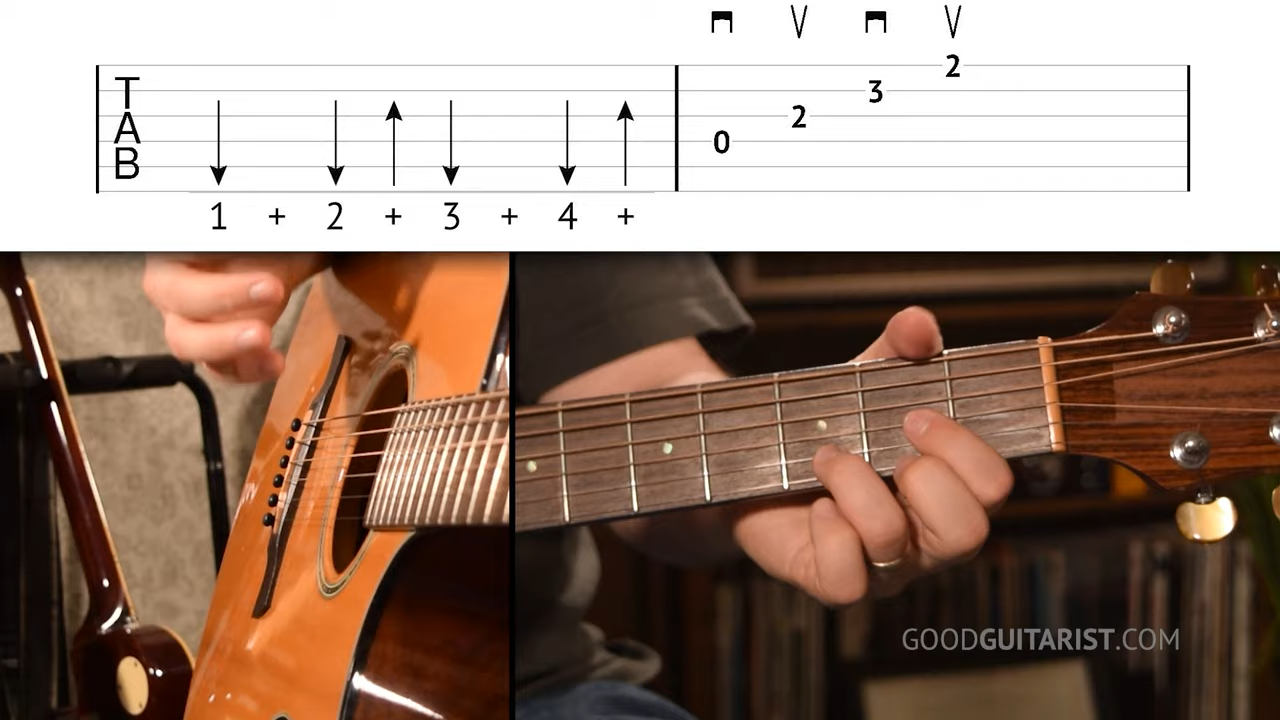 T
A
B
1 + 2 + 3 + 4 +
0 2 3 2
GOODGUITARIST.COM